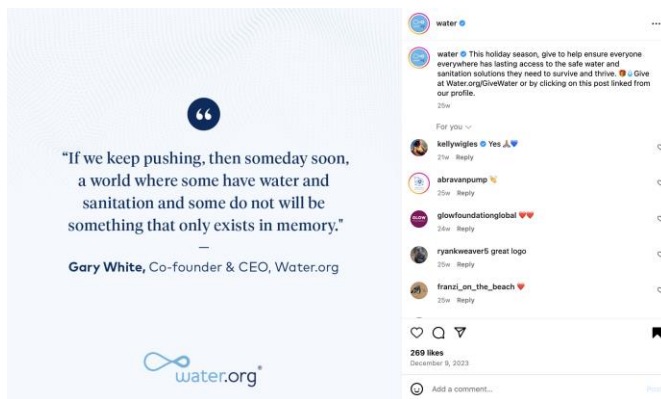 “If we keep pushing, then someday soon,
a world where some have water and
sanitation and some do not will be
something that only exists in memory.”
Gary White, Co-founder & CEO, Water.org
water.org
water
water This holiday season, give to help ensure everyone
everywhere has lasting access to the safe water and
sanitation solutions they need to survive and thrive. 🎁💧Give
at Water.org/GiveWater or by clicking on this post linked from
our profile.
25w
For you
kellywigles Yes 🙏💙
21w Reply
abravanpump 👏
25w Reply
GLOW
glowfoundationglobal ❤️❤️
24w Reply
ryankweaver5 great logo
25w Reply
franzi_on_the_beach ❤️
25w Reply
269 likes
December 9, 2023
Add a comment...